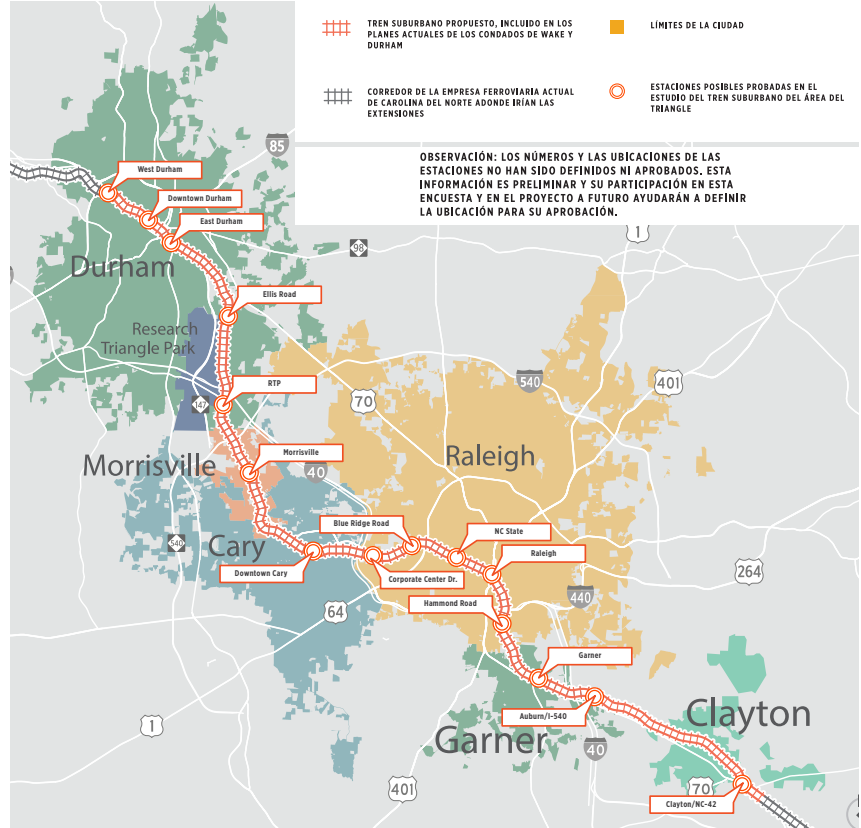 TREN SUBURBANO PROPUESTO, INCLUIDO EN LOS
PLANES ACTUALES DE LOS CONDADOS DE WAKE Y
DURHAM
LÍMITES DE LA CIUDAD
CORREDOR DE LA EMPRESA FERROVIARIA ACTUAL
DE CAROLINA DEL NORTE ADONDE IRÍAN LAS
EXTENSIONES
ESTACIONES POSIBLES PROBADAS EN EL
ESTUDIO DEL TREN SUBURBANO DEL ÁREA DEL
TRIANGLE
OBSERVACIÓN: LOS NÚMEROS Y LAS UBICACIONES DE LAS
ESTACIONES NO HAN SIDO DEFINIDOS NI APROBADOS. ESTA
INFORMACIÓN ES PRELIMINAR Y SU PARTICIPACIÓN EN ESTA
ENCUESTA Y EN EL PROYECTO A FUTURO AYUDARÁN A DEFINIR
LA UBICACIÓN PARA SU APROBACIÓN.
85
West Durham
Downtown Durham
East Durham
1
98
Durham
Ellis Road
Research
Triangle Park
RTP
540
401
70
147
Morrisville
Morrisville
Raleigh
40
Blue Ridge Road
NC State
540
Cary
Raleigh
Downtown Cary
Corporate Center Dr.
264
440
64
Hammond Road
Garner
Clayton
Auburn/I-540
1
Garner
40
401
70
Clayton/NC-42